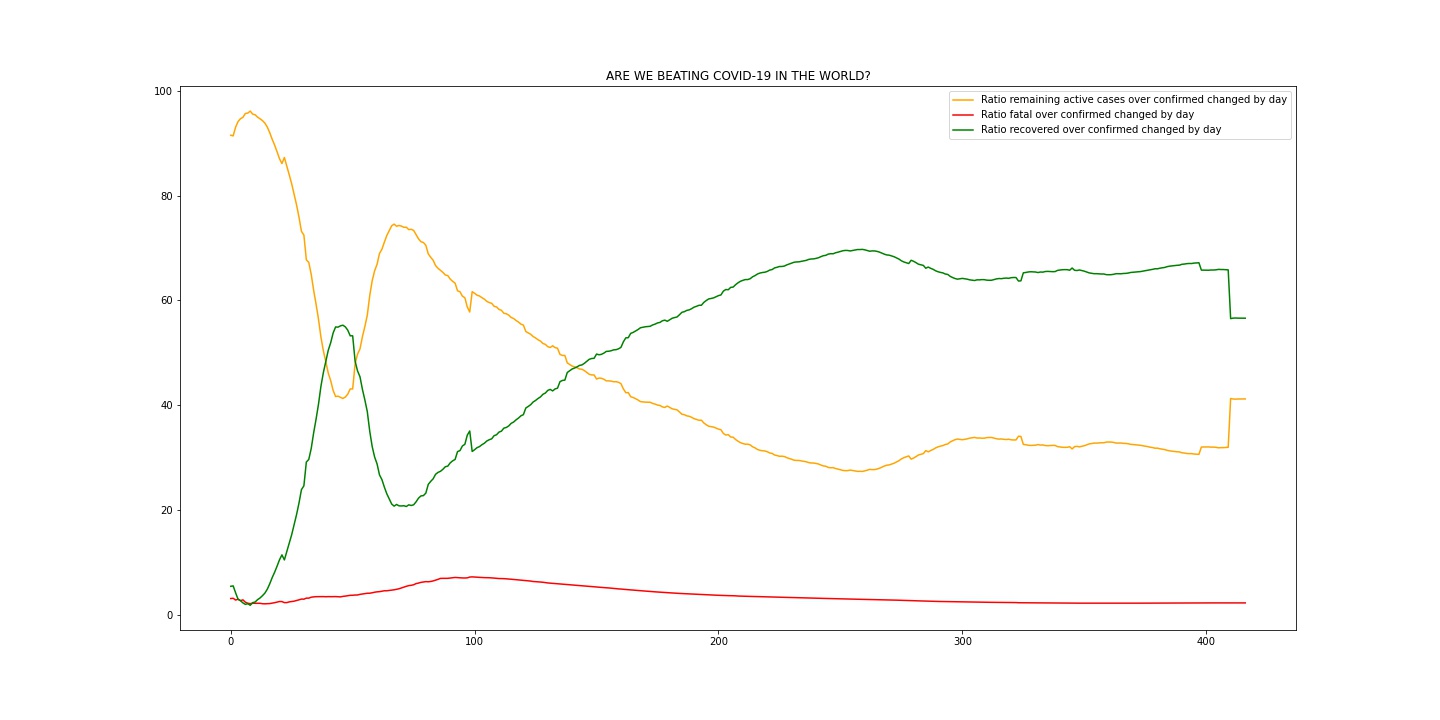 ARE WE BEATING COVID-19 IN THE WORLD?
Ratio remaining active cases over confirmed changed by day
Ratio fatal over confirmed changed by day
Ratio recovered over confirmed changed by day
100
80
60
40
20
0
0 100 200 300 400